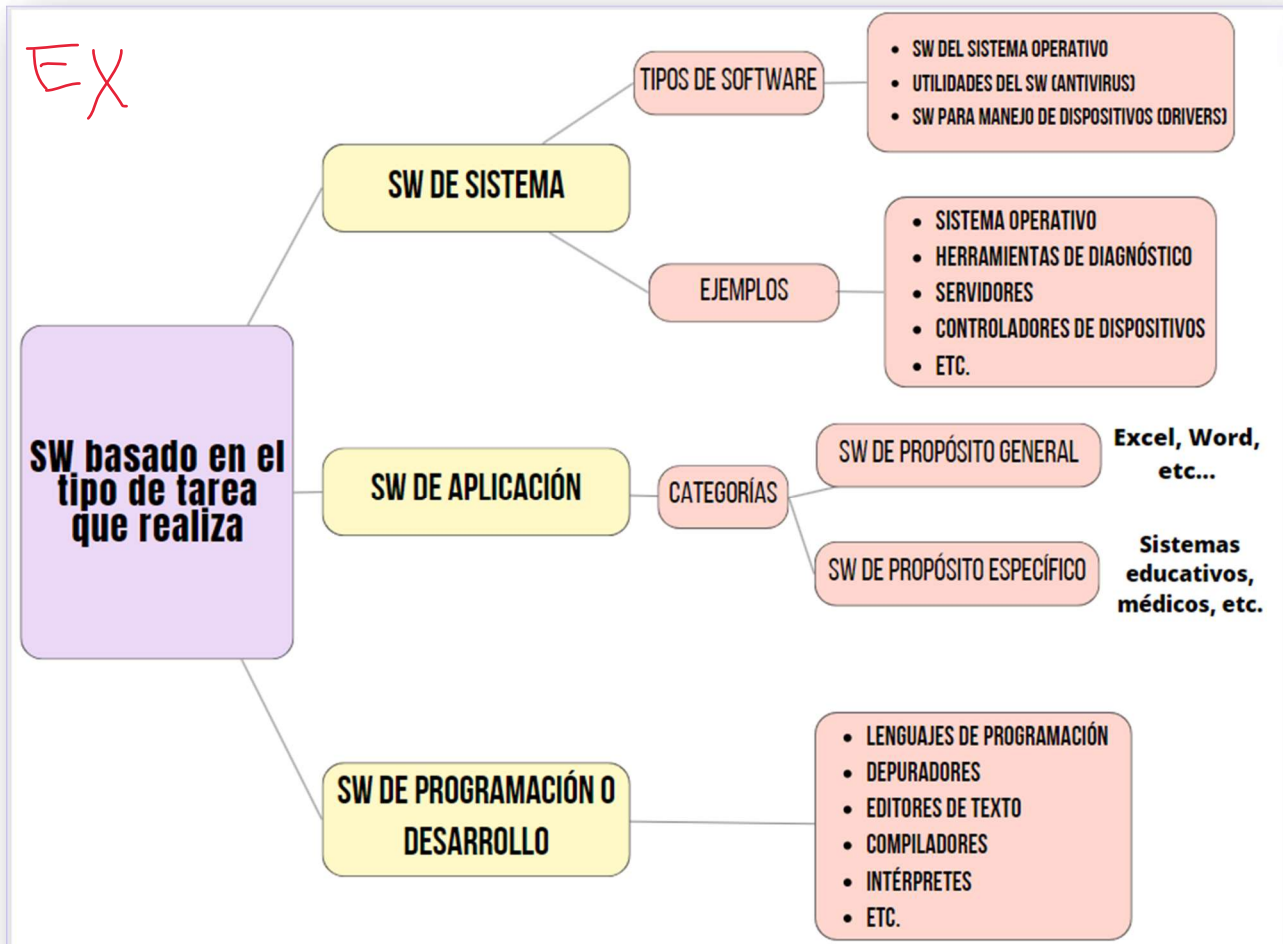 EX
TIPOS DE SOFTWARE
• SW DEL SISTEMA OPERATIVO
• UTILIDADES DEL SW (ANTIVIRUS)
• SW PARA MANEJO DE DISPOSITIVOS (DRIVERS)
SW DE SISTEMA
EJEMPLOS
• SISTEMA OPERATIVO
• HERRAMIENTAS DE DIAGNÓSTICO
• SERVIDORES
• CONTROLADORES DE DISPOSITIVOS
• ETC.
SW basado en el
tipo de tarea
que realiza
SW DE APLICACIÓN
CATEGORÍAS
SW DE PROPÓSITO GENERAL
Excel, Word,
etc...
SW DE PROPÓSITO ESPECÍFICO
Sistemas
educativos,
médicos, etc.
SW DE PROGRAMACIÓN O
DESARROLLO
• LENGUAJES DE PROGRAMACIÓN
• DEPURADORES
• EDITORES DE TEXTO
• COMPILADORES
• INTÉRPRETES
• ETC.